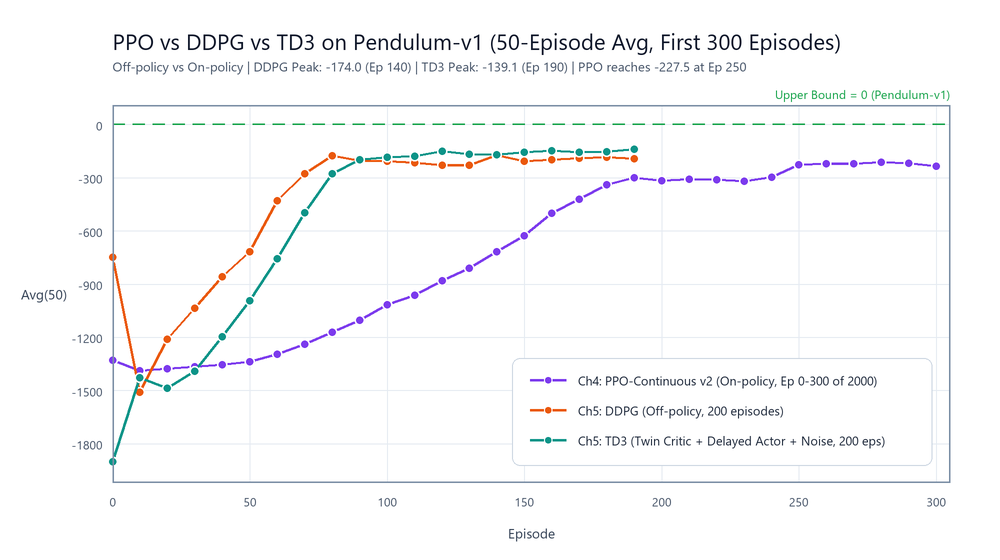 PPO vs DDPG vs TD3 on Pendulum-v1 (50-Episode Avg, First 300 Episodes)
Off-policy vs On-policy | DDPG Peak: -174.0 (Ep 140) | TD3 Peak: -139.1 (Ep 190) | PPO reaches -227.5 at Ep 250
Upper Bound = 0 (Pendulum-v1)
0
-300
-600
-900
Avg(50)
-1200
-1500
-1800
Ch4: PPO-Continuous v2 (On-policy, Ep 0-300 of 2000)
Ch5: DDPG (Off-policy, 200 episodes)
Ch5: TD3 (Twin Critic + Delayed Actor + Noise, 200 eps)
0 50 100 150 200 250 300
Episode